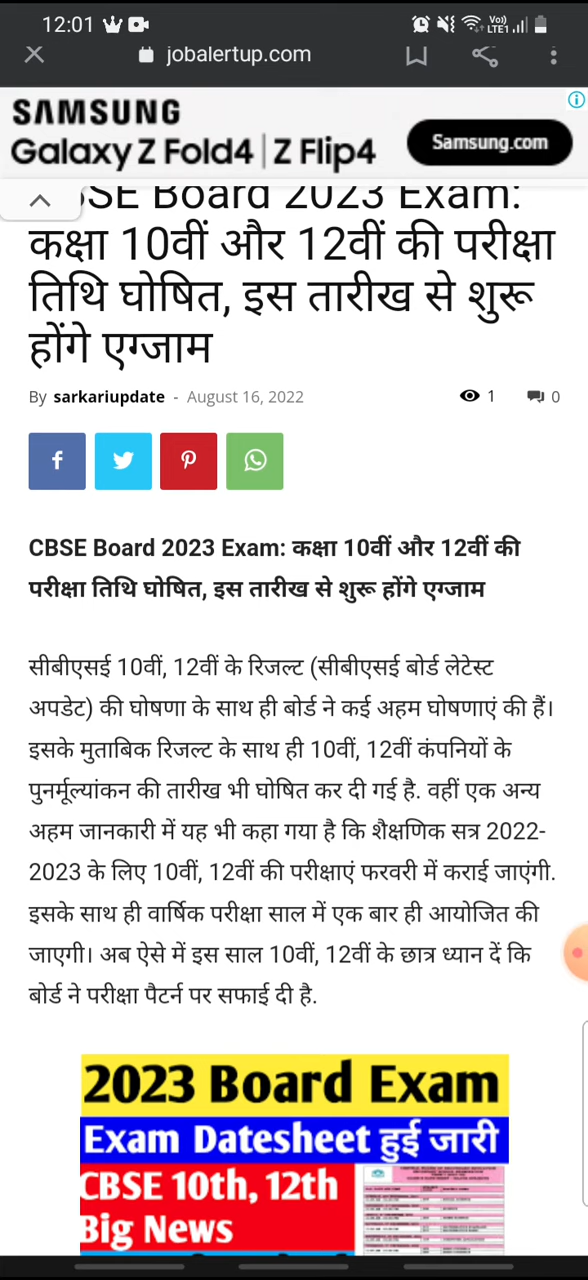 12:01
Vo)) LTE1
jobalertup.com
SAMSUNG
Galaxy Z Fold4 | Z Flip4
Samsung.com
SE Board 2023 Exam:
कक्षा 10वीं और 12वीं की परीक्षा
तिथि घोषित, इस तारीख से शुरू
होंगे एग्जाम
By sarkariupdate - August 16, 2022 1 0
CBSE Board 2023 Exam: कक्षा 10वीं और 12वीं की
परीक्षा तिथि घोषित, इस तारीख से शुरू होंगे एग्जाम
सीबीएसई 10वीं, 12वीं के रिजल्ट (सीबीएसई बोर्ड लेटेस्ट
अपडेट) की घोषणा के साथ ही बोर्ड ने कई अहम घोषणाएं की हैं।
इसके मुताबिक रिजल्ट के साथ ही 10वीं, 12वीं कंपनियों के
पुनर्मूल्यांकन की तारीख भी घोषित कर दी गई है. वहीं एक अन्य
अहम जानकारी में यह भी कहा गया है कि शैक्षणिक सत्र 2022-
2023 के लिए 10वीं, 12वीं की परीक्षाएं फरवरी में कराई जाएंगी.
इसके साथ ही वार्षिक परीक्षा साल में एक बार ही आयोजित की
जाएगी। अब ऐसे में इस साल 10वीं, 12वीं के छात्र ध्यान दें कि
बोर्ड ने परीक्षा पैटर्न पर सफाई दी है.
2023 Board Exam
Exam Datesheet हुई जारी
CBSE 10th, 12th
Big News